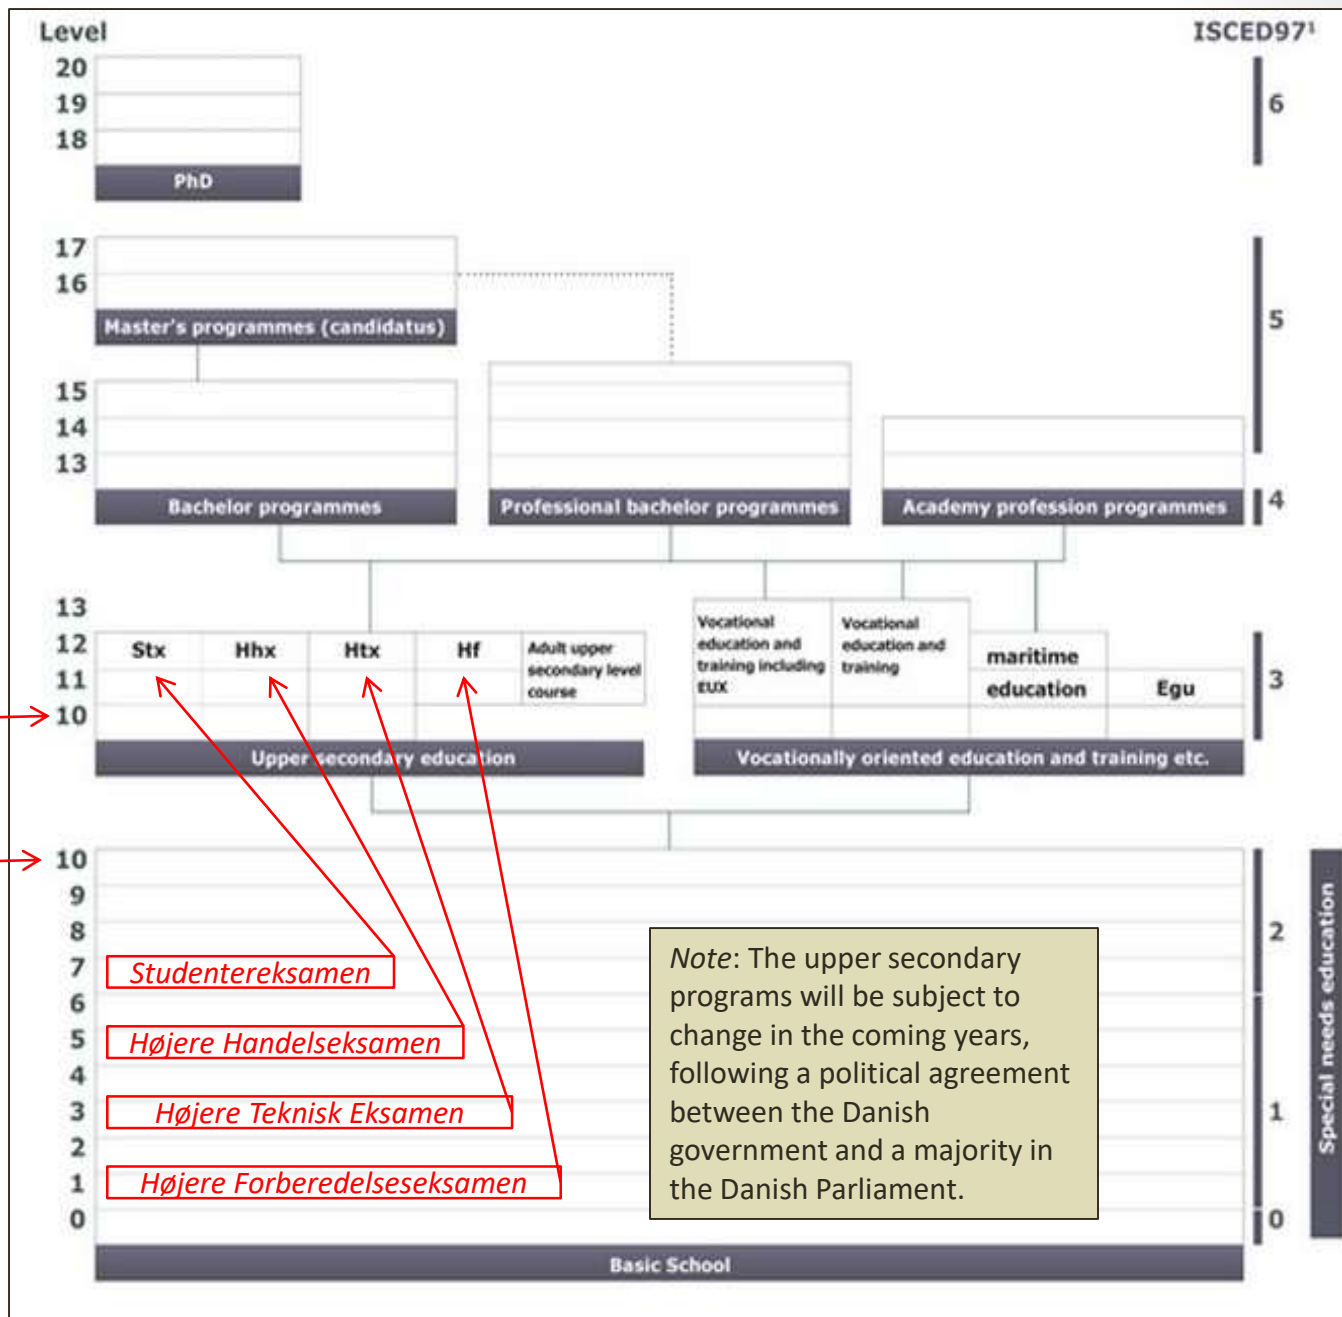 Level
ISCED97¹
20
19
18
6
PhD
17
16
5
Master's programmes (candidatus)
15
14
13
Bachelor programmes
Professional bachelor programmes
Academy profession programmes
4
13
12
11
10
Stx
Hhx
Htx
Hf
Adult upper
secondary level
course
Vocational
education and
training including
EUX
Vocational
education and
training
maritime
education
Egu
3
Upper secondary education
Vocationally oriented education and training etc.
10
9
8
7
6
5
4
3
2
1
0
Studentereksamen
Højere Handelseksamen
Højere Teknisk Eksamen
Højere Forberedelseseksamen
Note: The upper secondary
programs will be subject to
change in the coming years,
following a political agreement
between the Danish
government and a majority in
the Danish Parliament.
2
1
0
Special needs education
Basic School